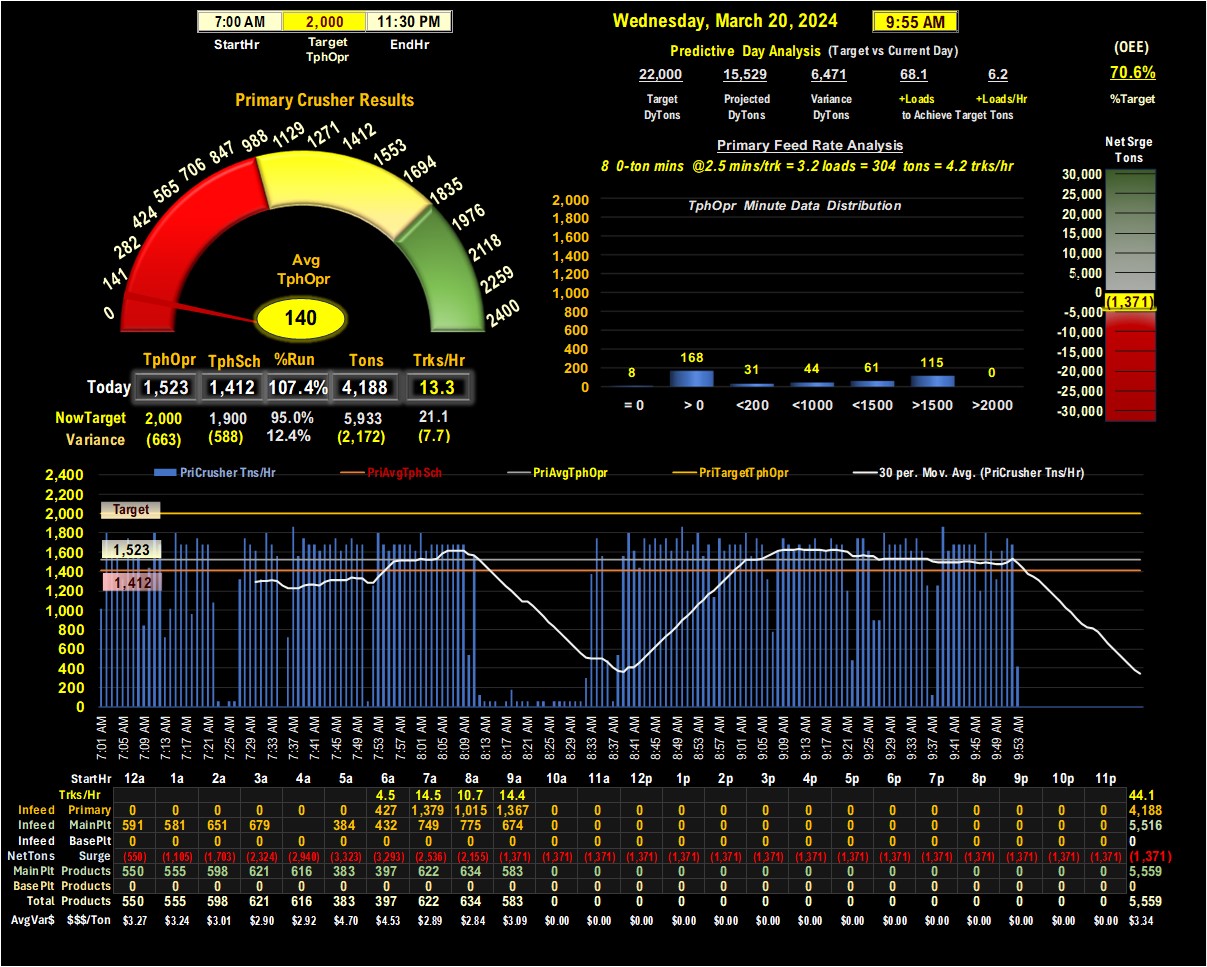 7:00 AM 2,000 11:30 PM
StartHr Target TphOpr EndHr
Wednesday, March 20, 2024 9:55 AM
Predictive Day Analysis (Target vs Current Day)
(OEE)
22,000 15,529 6,471 68.1 6.2 70.6%
Target DyTons Projected DyTons Variance DyTons +Loads +Loads/Hr %Target
to Achieve Target Tons
Primary Crusher Results
0 141 282 424 565 706 847 988 1129 1271 1412 1553 1694 1835 1976 2118 2259 2400
Avg
TphOpr
140
Primary Feed Rate Analysis
8 0-ton mins @2.5 mins/trk = 3.2 loads = 304 tons = 4.2 trks/hr
TphOpr Minute Data Distribution
2,000
1,800
1,600
1,400
1,200
1,000
800
600
400
200
0
8 168 31 44 61 115 0
= 0 > 0 <200 <1000 <1500 >1500 >2000
Net Srge
Tons
30,000
25,000
20,000
15,000
10,000
5,000
0
(1,371)
-5,000
-10,000
-15,000
-20,000
-25,000
-30,000
TphOpr TphSch %Run Tons Trks/Hr
Today 1,523 1,412 107.4% 4,188 13.3
NowTarget 2,000 1,900 95.0% 5,933 21.1
Variance (663) (588) 12.4% (2,172) (7.7)
PriCrusher Tns/Hr PriAvgTphSch PriAvgTphOpr PriTargetTphOpr 30 per. Mov. Avg. (PriCrusher Tns/Hr)
2,400
2,200
2,000
1,800
1,600
1,400
1,200
1,000
800
600
400
200
0
Target
1,523
1,412
7:01 AM 7:05 AM 7:09 AM 7:13 AM 7:17 AM 7:21 AM 7:25 AM 7:29 AM 7:33 AM 7:37 AM 7:41 AM 7:45 AM 7:49 AM 7:53 AM 7:57 AM 8:01 AM 8:05 AM 8:09 AM 8:13 AM 8:17 AM 8:21 AM 8:25 AM 8:29 AM 8:33 AM 8:37 AM 8:41 AM 8:45 AM 8:49 AM 8:53 AM 8:57 AM 9:01 AM 9:05 AM 9:09 AM 9:13 AM 9:17 AM 9:21 AM 9:25 AM 9:29 AM 9:33 AM 9:37 AM 9:41 AM 9:45 AM 9:49 AM 9:53 AM
StartHr 12a 1a 2a 3a 4a 5a 6a 7a 8a 9a 10a 11a 12p 1p 2p 3p 4p 5p 6p 7p 8p 9p 10p 11p
Trks/Hr 4.5 14.5 10.7 14.4 44.1
Infeed Primary 0 0 0 0 0 0 427 1,379 1,015 1,367 0 0 0 0 0 0 0 0 0 0 0 0 0 0 4,188
Infeed MainPlt 591 581 651 679 384 432 749 775 674 0 0 0 0 0 0 0 0 0 0 0 0 0 0 5,516
Infeed BasePlt 0 0 0 0 0 0 0 0 0 0 0 0 0 0 0 0 0 0 0 0 0 0 0 0 0
NetTons Surge (550) (1,105) (1,703) (2,324) (2,940) (3,323) (3,293) (2,536) (2,155) (1,371) (1,371) (1,371) (1,371) (1,371) (1,371) (1,371) (1,371) (1,371) (1,371) (1,371) (1,371) (1,371) (1,371) (1,371) (1,371)
MainPlt Products 550 555 598 621 616 383 397 622 634 583 0 0 0 0 0 0 0 0 0 0 0 0 0 0 5,559
BasePlt Products 0 0 0 0 0 0 0 0 0 0 0 0 0 0 0 0 0 0 0 0 0 0 0 0 0
Total Products 550 555 598 621 616 383 397 622 634 583 0 0 0 0 0 0 0 0 0 0 0 0 0 0 5,559
AvgVar$ $$$/Ton $3.27 $3.24 $3.01 $2.90 $2.92 $4.70 $4.53 $2.89 $2.84 $3.09 $0.00 $0.00 $0.00 $0.00 $0.00 $0.00 $0.00 $0.00 $0.00 $0.00 $0.00 $0.00 $0.00 $0.00 $3.34